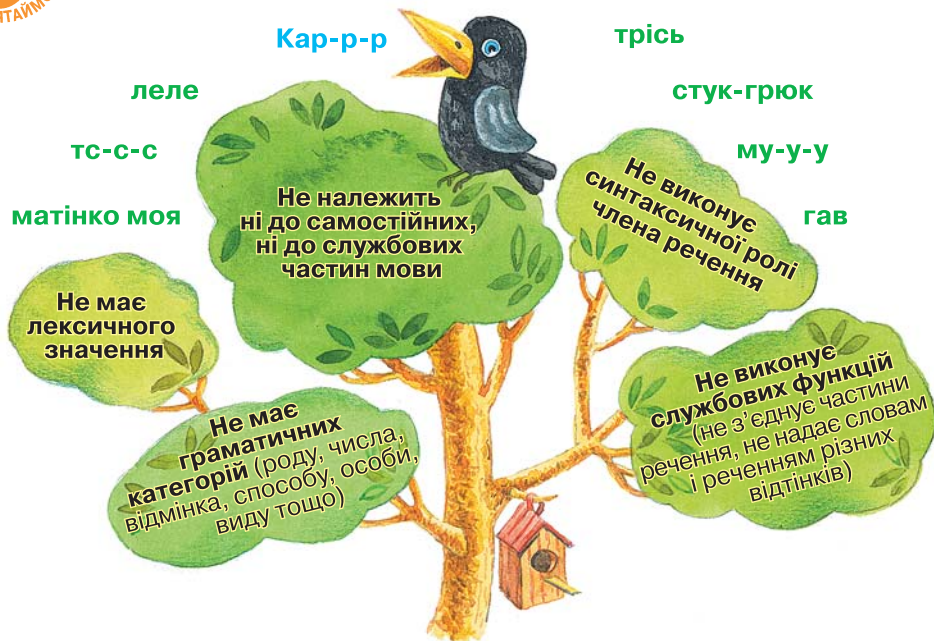 Кар-р-р
трісь
леле
стук-грюк
тс-с-с
му-у-у
матінко моя
гав
Не належить
ні до самостійних,
ні до службових
частин мови
Не виконує
синтаксичної ролі
члена речення
Не має
лексичного
значення
Не має
граматичних
категорій (роду, числа,
відмінка, способу, особи,
виду тощо)
Не виконує
службових функцій
(не з’єднує частини
речення, не надає словам
і реченням різних
відтінків)